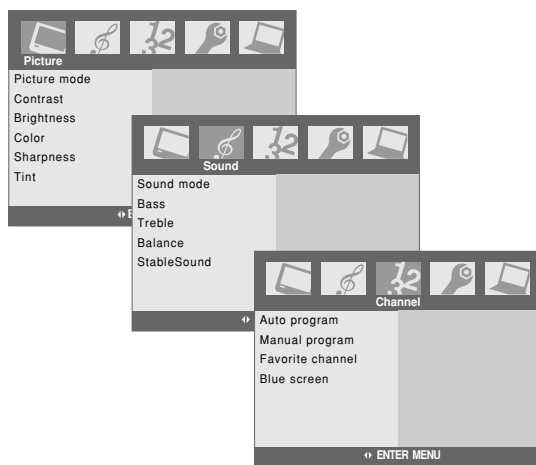 Picture
Picture mode
Contrast
Brightness
Color
Sharpness
Tint
Sound
Sound mode
Bass
Treble
Balance
StableSound
Channel
Auto program
Manual program
Favorite channel
Blue screen
ENTER MENU